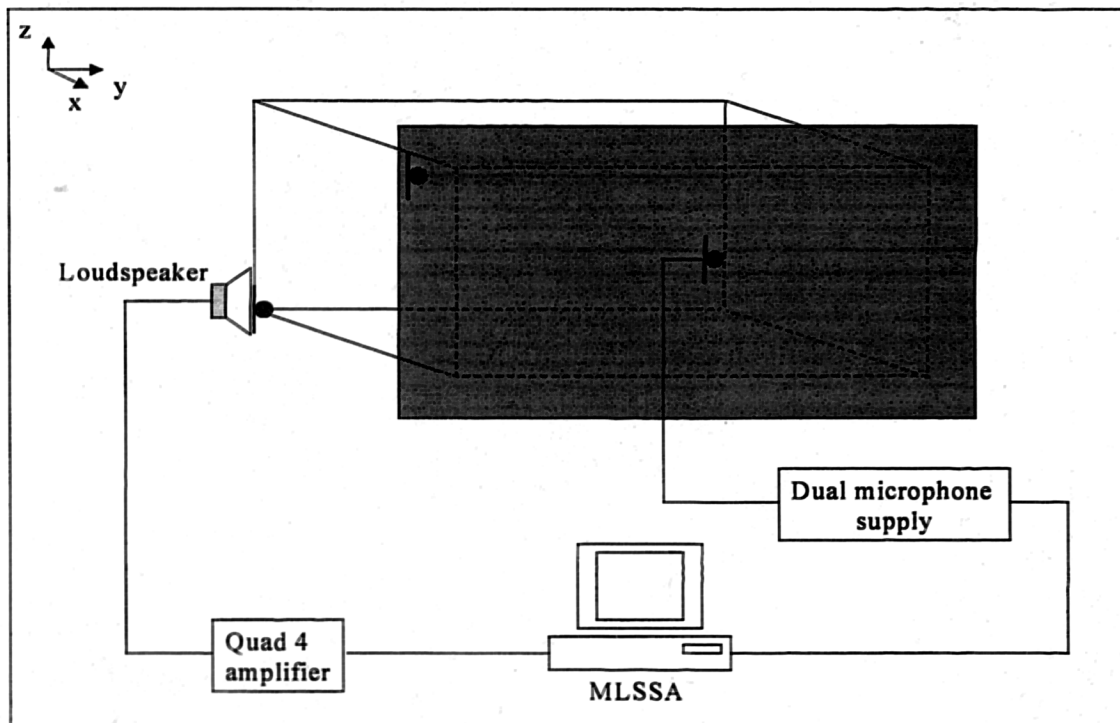 z
y
x
Loudspeaker
Dual microphone
supply
Quad 4
amplifier
MLSSA